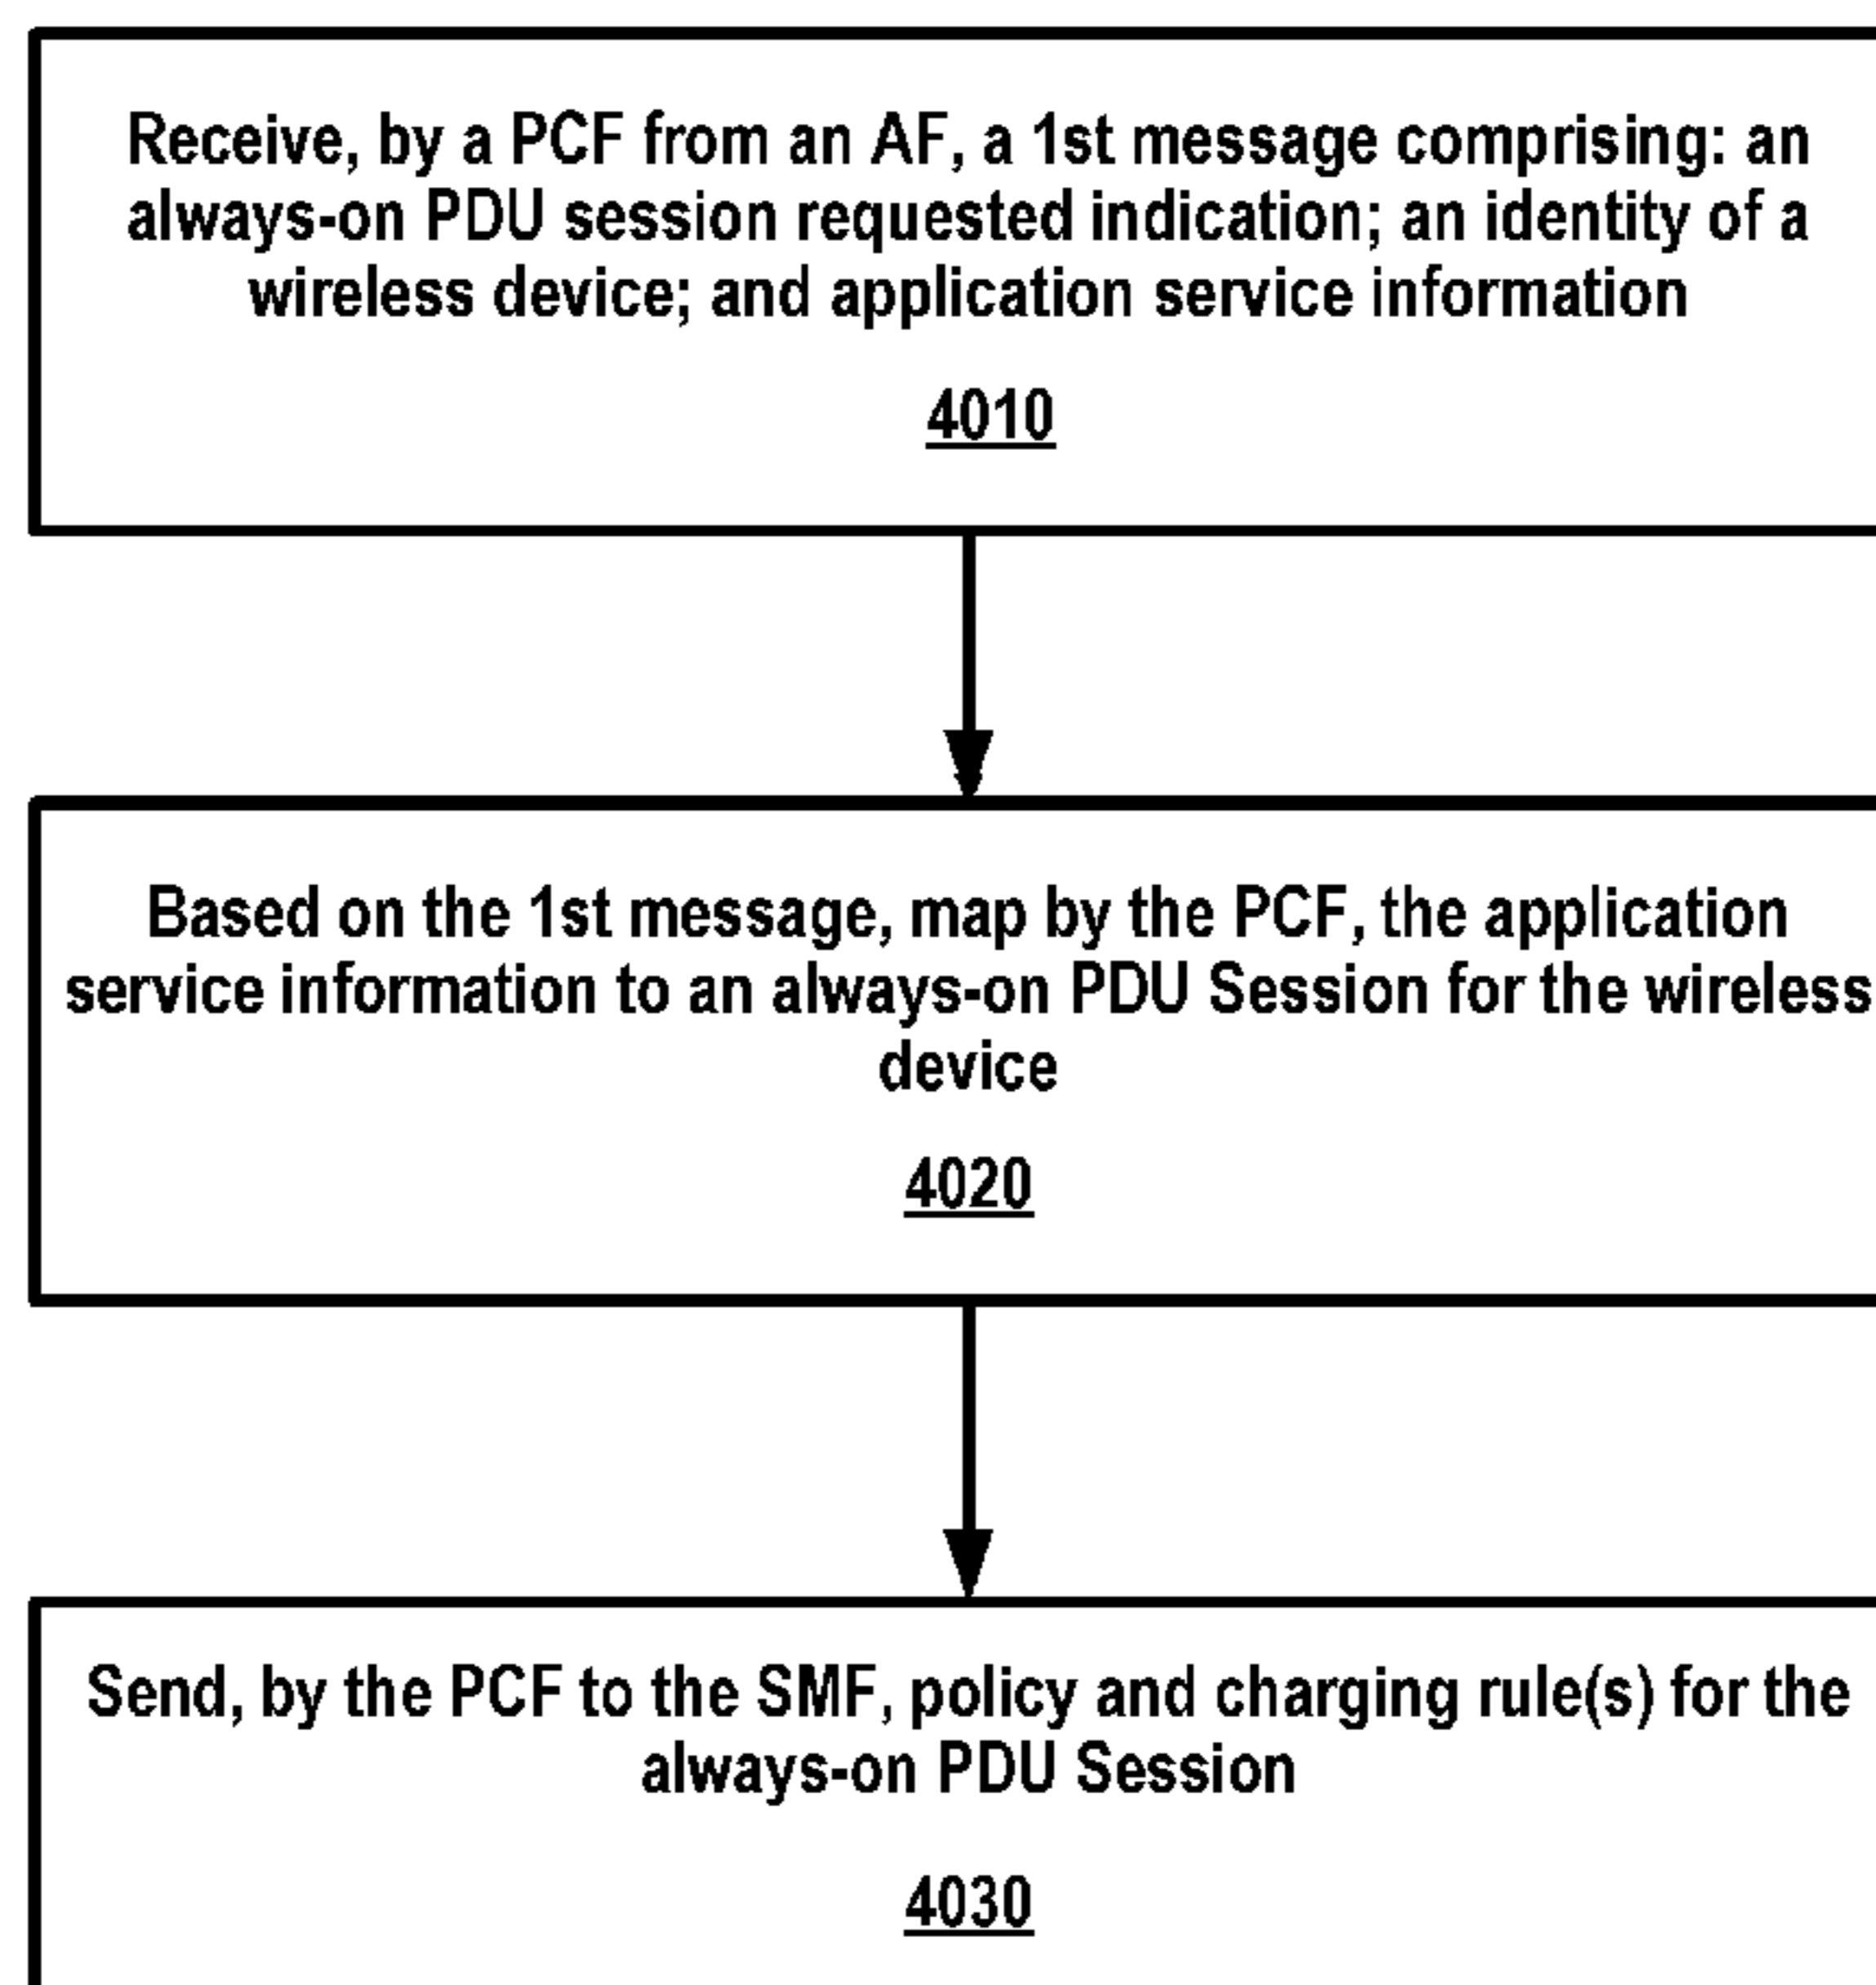 Receive, by a PCF from an AF, a 1st message comprising: an
always-on PDU session requested indication; an identity of a
wireless device; and application service information
4010
Based on the 1st message, map by the PCF, the application
service information to an always-on PDU Session for the wireless
device
4020
Send, by the PCF to the SMF, policy and charging rule(s) for the
always-on PDU Session
4030